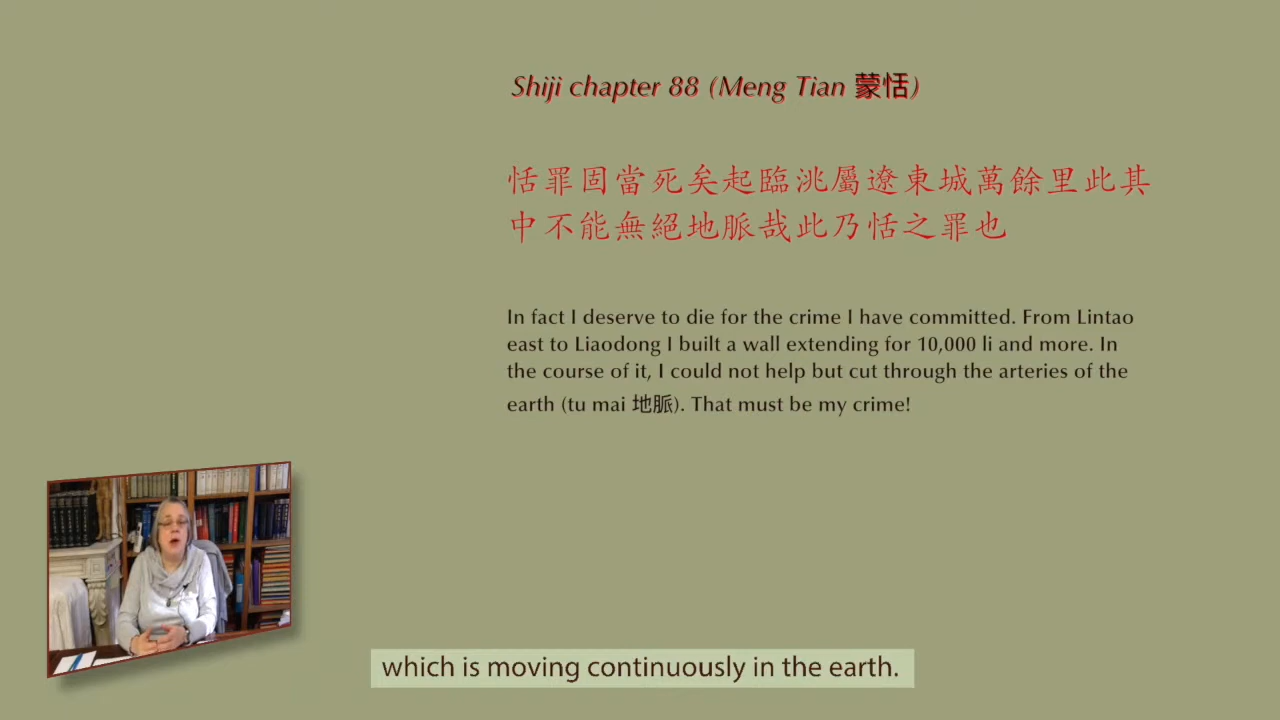 Shiji chapter 88 (Meng Tian 蒙恬)
恬罪固當死矣起臨洮屬遼東城萬餘里此其
中不能無絕地脈哉此乃恬之罪也
In fact I deserve to die for the crime I have committed. From Lintao
east to Liaodong I built a wall extending for 10,000 li and more. In
the course of it, I could not help but cut through the arteries of the
earth (tu mai 地脈). That must be my crime!
which is moving continuously in the earth.